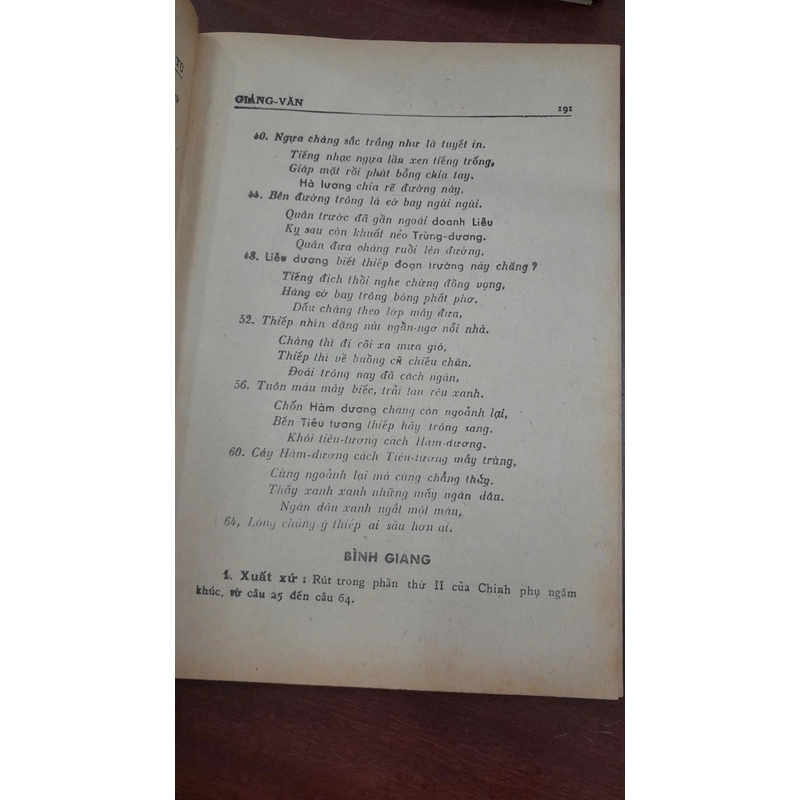 GIẢNG-VĂN 191
40. Ngựa chàng sắc trắng như là tuyết in.
Tiếng nhạc ngựa lần xen tiếng trống,
Giáp mặt rồi phút bỗng chia tay.
Hà lương chia rẽ đường này,
44. Bên đường trông lá cờ bay ngùi ngùi.
Quân trước đã gần ngoài doanh Liễu
Kỵ sau còn khuất nẻo Trùng-dương.
Quân đưa chàng ruổi lên đường,
48. Liễu dương biết thiếp đoạn trường này chăng?
Tiếng địch thổi nghe chừng đồng vọng,
Hàng cờ bay trông bóng phất phơ.
Dấu chàng theo lớp mây đưa,
52. Thiếp nhìn dặng núi ngẩn-ngơ nỗi nhà.
Chàng thì đi cõi xa mưa gió,
Thiếp thì về buồng cũ chiếu chăn.
Đoái trông nay đã cách ngăn,
56. Tuôn màu mây biếc, trải tan rêu xanh.
Chốn Hàm dương chàng còn ngoảnh lại,
Bến Tiêu tương thiếp hãy trông sang.
Khói tiêu-tương cach Hàm-dương.
60. Cây Hàm-dương cách Tiêu-tương mấy trùng,
Cùng ngoảnh lại mà cùng chẳng thấy.
Thấy xanh xanh những mấy ngàn dâu.
Ngàn dâu xanh ngắt một màu,
64, Lòng chàng ý thiếp ai sầu hơn ai.
BÌNH GIẢNG
1. Xuất xứ : Rút trong phần thứ II của Chinh phụ ngâm
khúc, từ câu 25 đến câu 64.